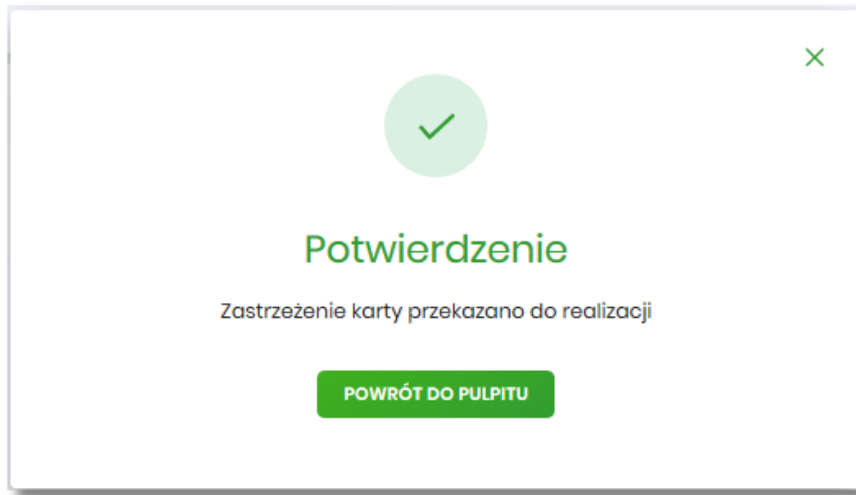 Potwierdzenie
Zastrzeżenie karty przekazano do realizacji
POWRÓT DO PULPITU